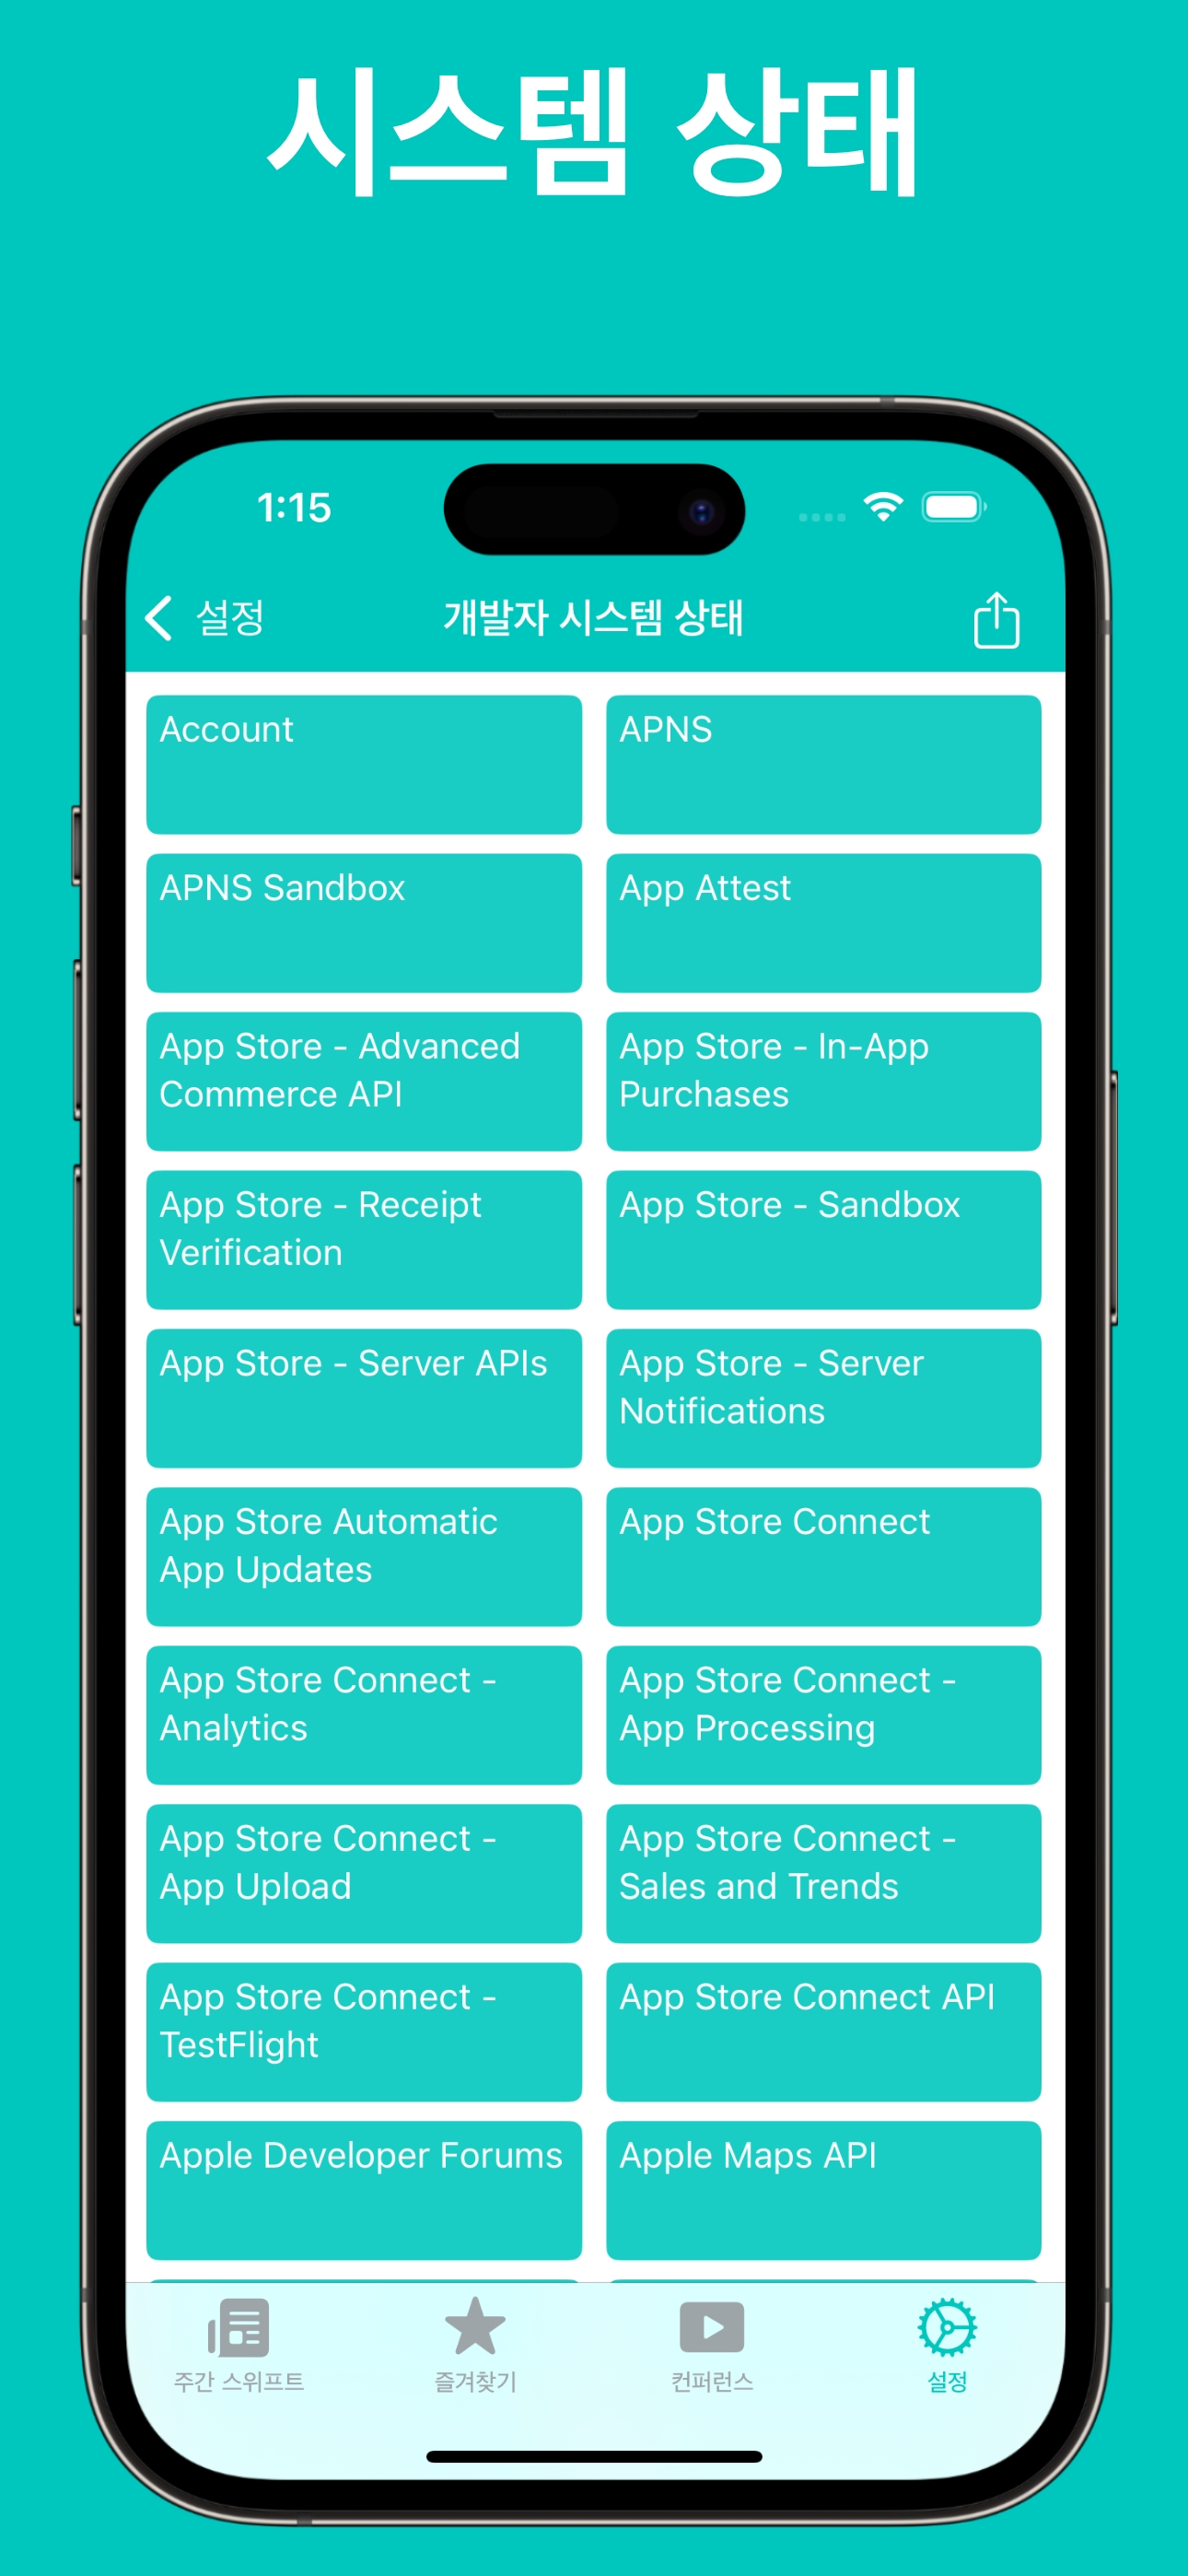 시스템 상태
1:15
설정
개발자 시스템 상태
Account
APNS
APNS Sandbox
App Attest
App Store - Advanced
Commerce API
App Store - In-App
Purchases
App Store - Receipt
Verification
App Store - Sandbox
App Store - Server APIs
App Store - Server
Notifications
App Store Automatic
App Updates
App Store Connect
App Store Connect -
Analytics
App Store Connect -
App Processing
App Store Connect -
App Upload
App Store Connect -
Sales and Trends
App Store Connect -
TestFlight
App Store Connect API
Apple Developer Forums
Apple Maps API
주간 스위프트
즐겨찾기
컨퍼런스
설정